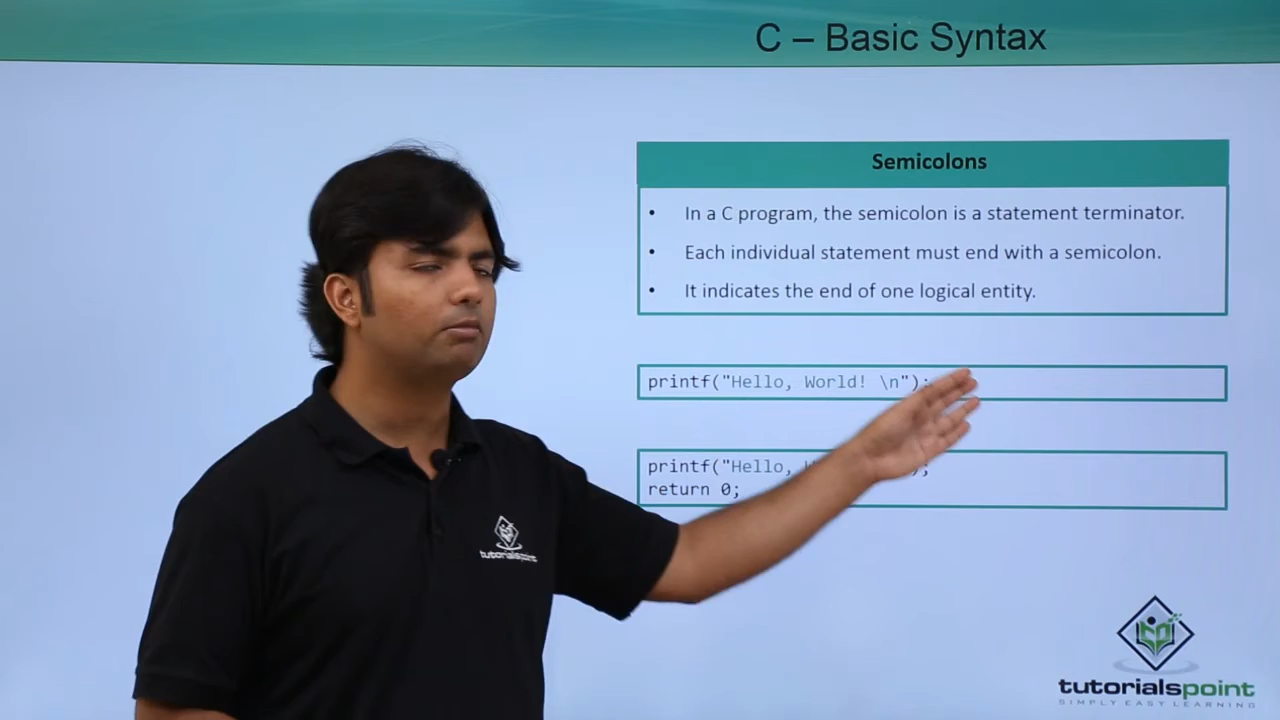 C – Basic Syntax
Semicolons
• In a C program, the semicolon is a statement terminator.
• Each individual statement must end with a semicolon.
• It indicates the end of one logical entity.
printf("Hello, World! \n");
printf("Hello, );
return 0;
tutorialspoint
tutorialspoint
SIMPLY EASY LEARNING